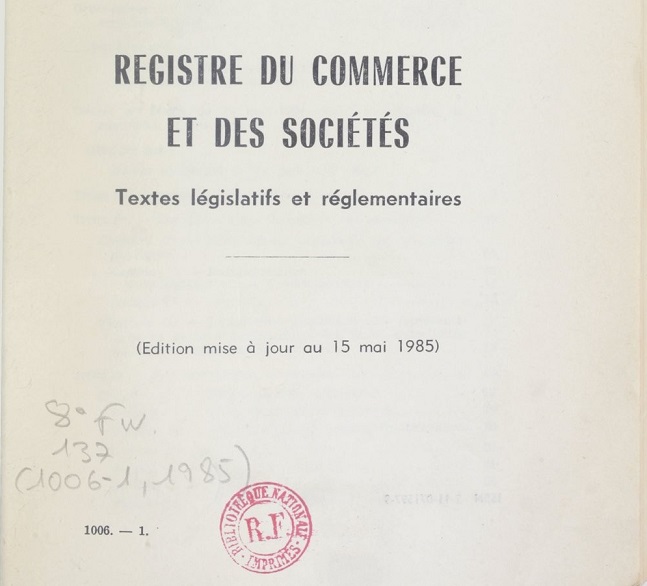 REGISTRE DU COMMERCE
ET DES SOCIÉTÉS
Textes législatifs et réglementaires
(Edition mise à jour au 15 mai 1985)
8° Fw.
137
(1006-1, 1985)
1006. — 1.
BIBLIOTHÈQUE NATIONALE
R.F.
IMPRIMÉS